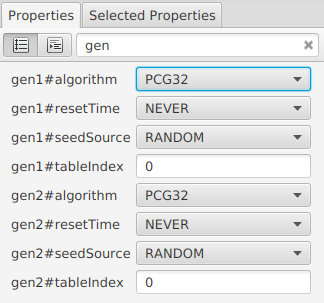 Properties Selected Properties
gen
gen1#algorithm PCG32
gen1#resetTime NEVER
gen1#seedSource RANDOM
gen1#tableIndex 0
gen2#algorithm PCG32
gen2#resetTime NEVER
gen2#seedSource RANDOM
gen2#tableIndex 0